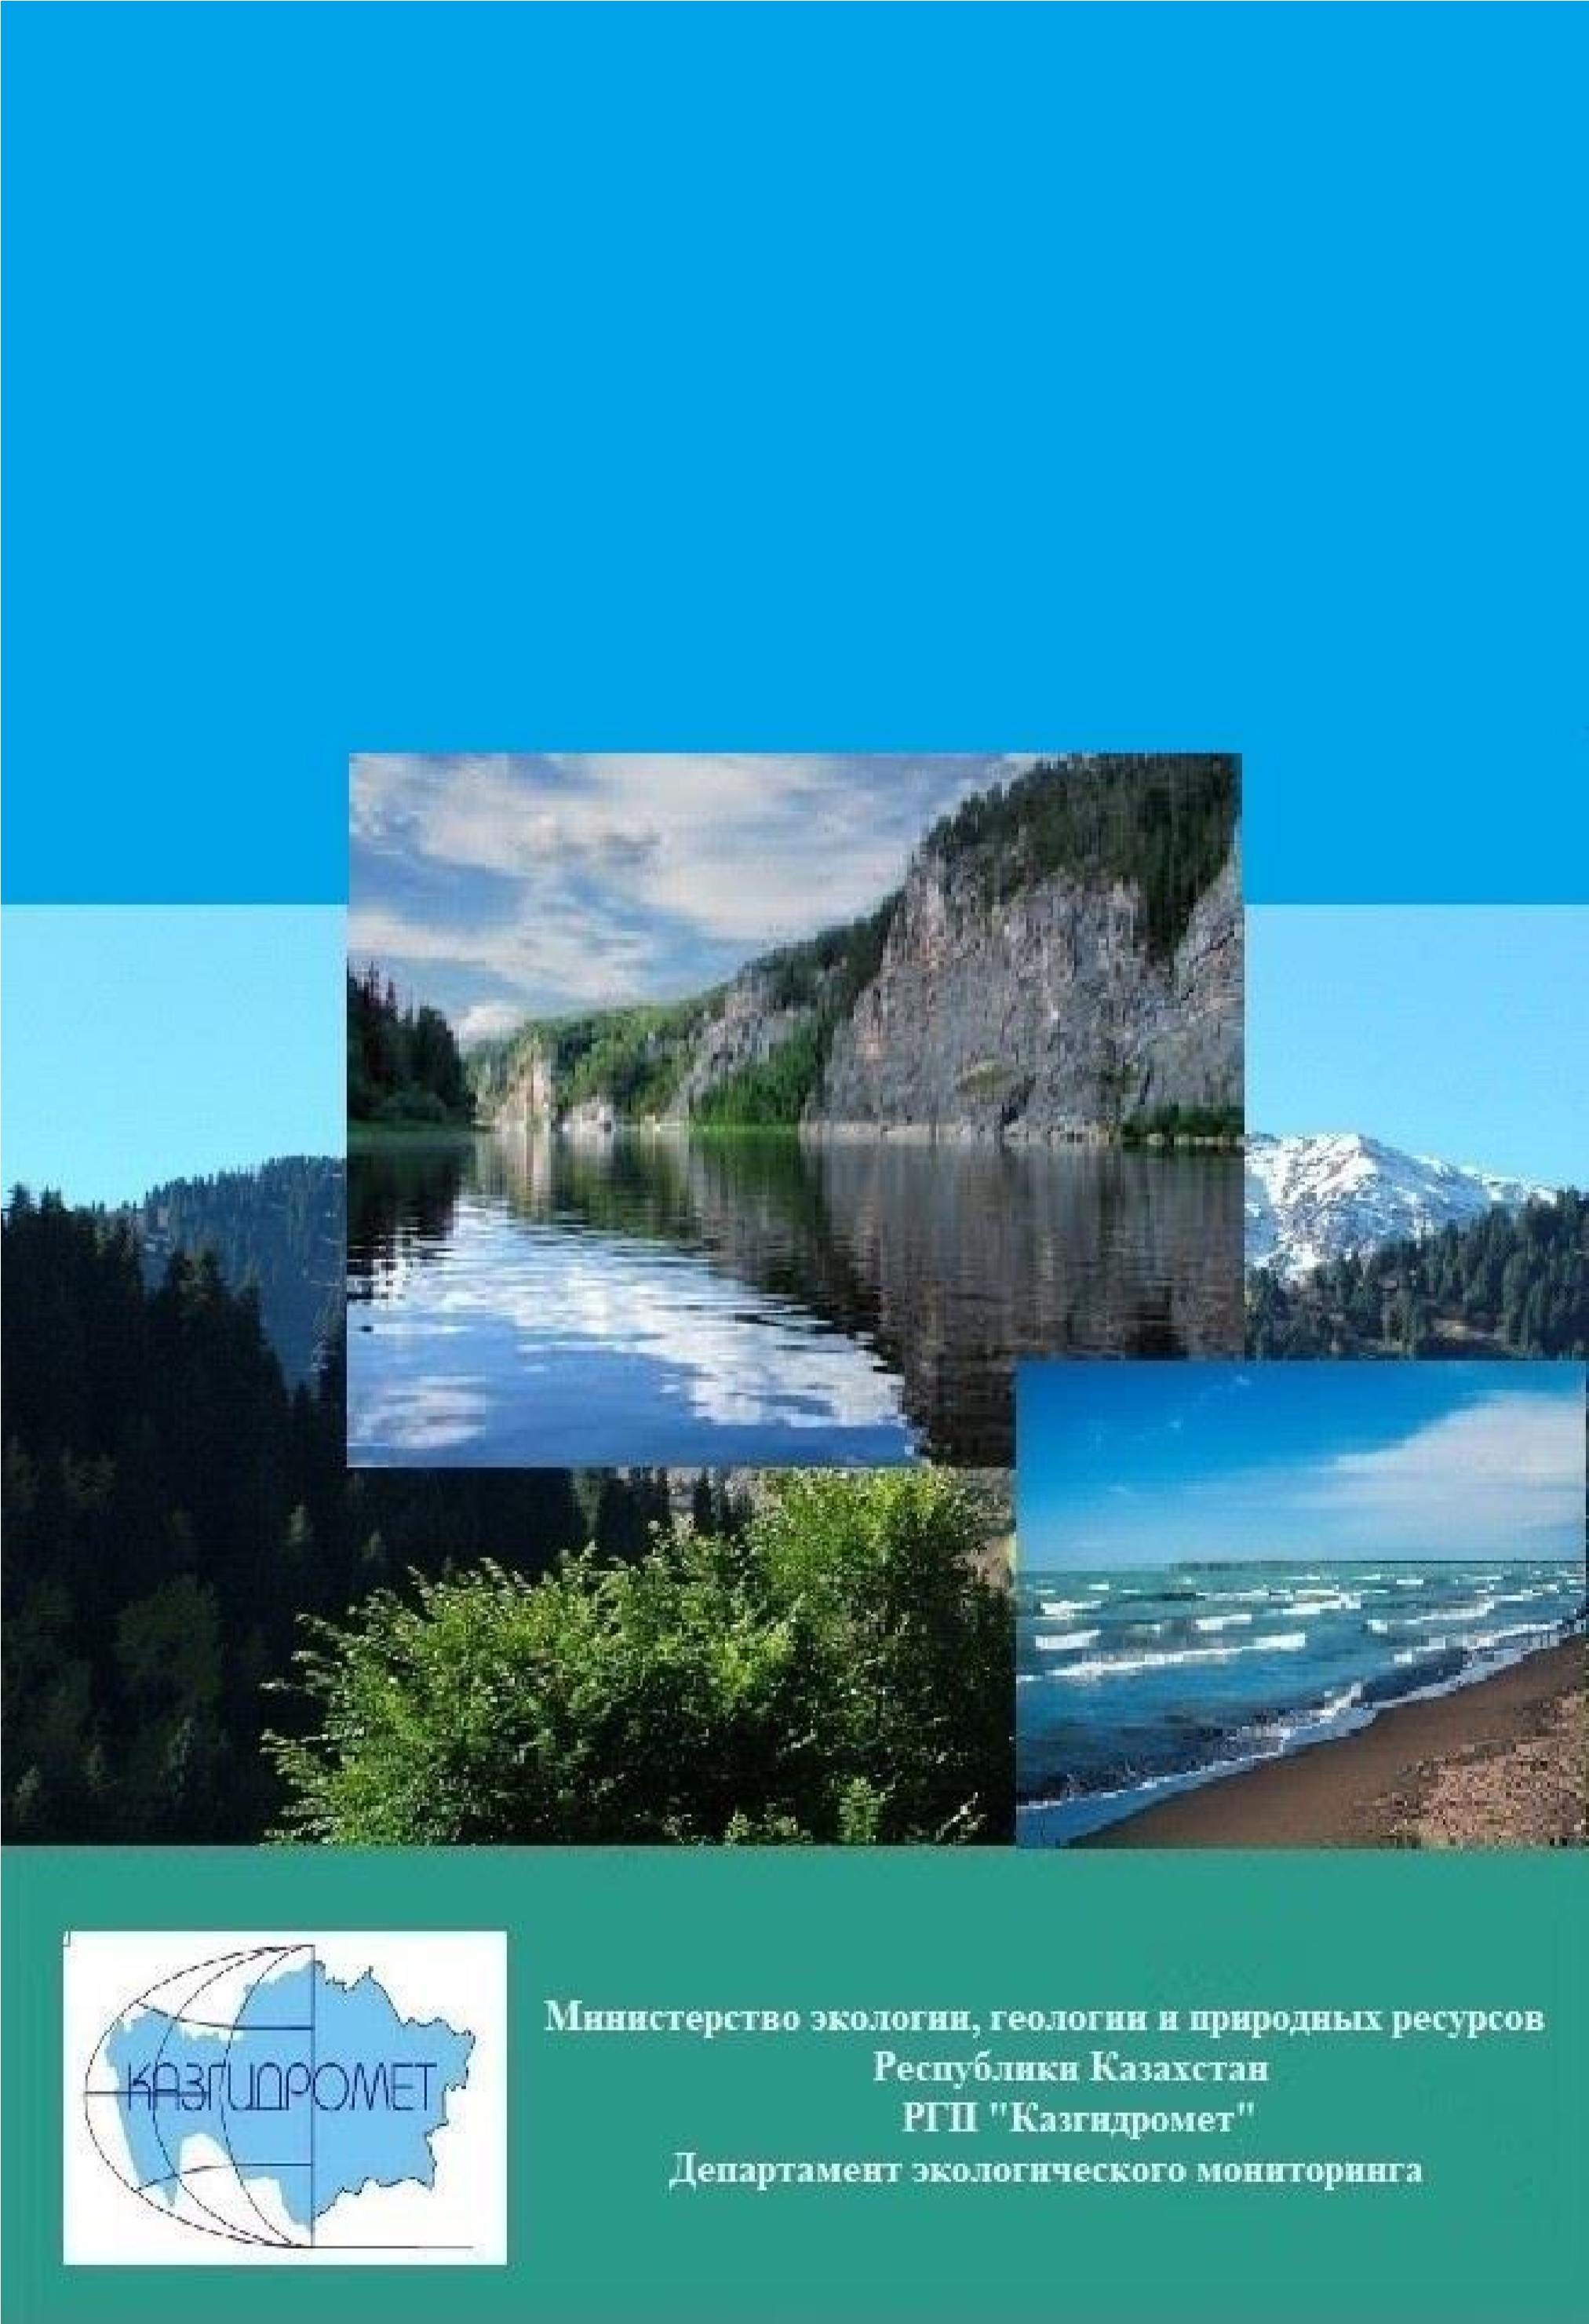 КАЗГИДРОМЕТ
Министерство экологии, геологии и природных ресурсов
Республики Казахстан
РГП "Казгидромет"
Департамент экологического мониторинга